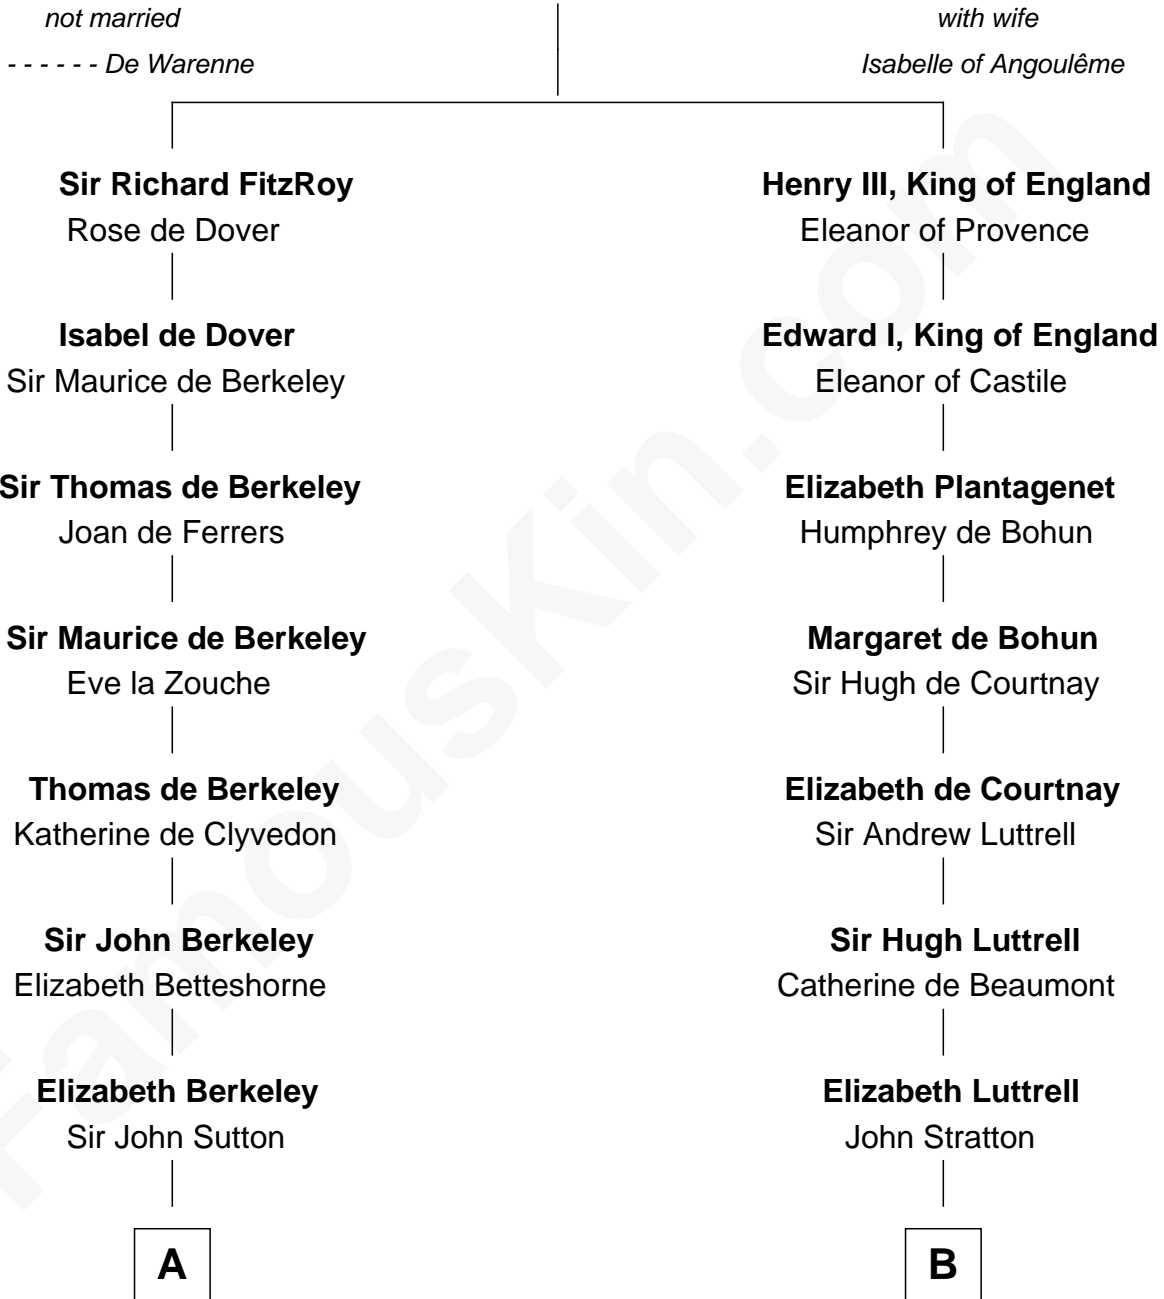 not married
- - - - - - De Warenne
with wife
Isabelle of Angoulême
Sir Richard FitzRoy
Rose de Dover
Isabel de Dover
Sir Maurice de Berkeley
Sir Thomas de Berkeley
Joan de Ferrers
Sir Maurice de Berkeley
Eve la Zouche
Thomas de Berkeley
Katherine de Clyvedon
Sir John Berkeley
Elizabeth Betteshorne
Elizabeth Berkeley
Sir John Sutton
A
Henry III, King of England
Eleanor of Provence
Edward I, King of England
Eleanor of Castile
Elizabeth Plantagenet
Humphrey de Bohun
Margaret de Bohun
Sir Hugh de Courtnay
Elizabeth de Courtnay
Sir Andrew Luttrell
Sir Hugh Luttrell
Catherine de Beaumont
Elizabeth Luttrell
John Stratton
B
FamousKin.com